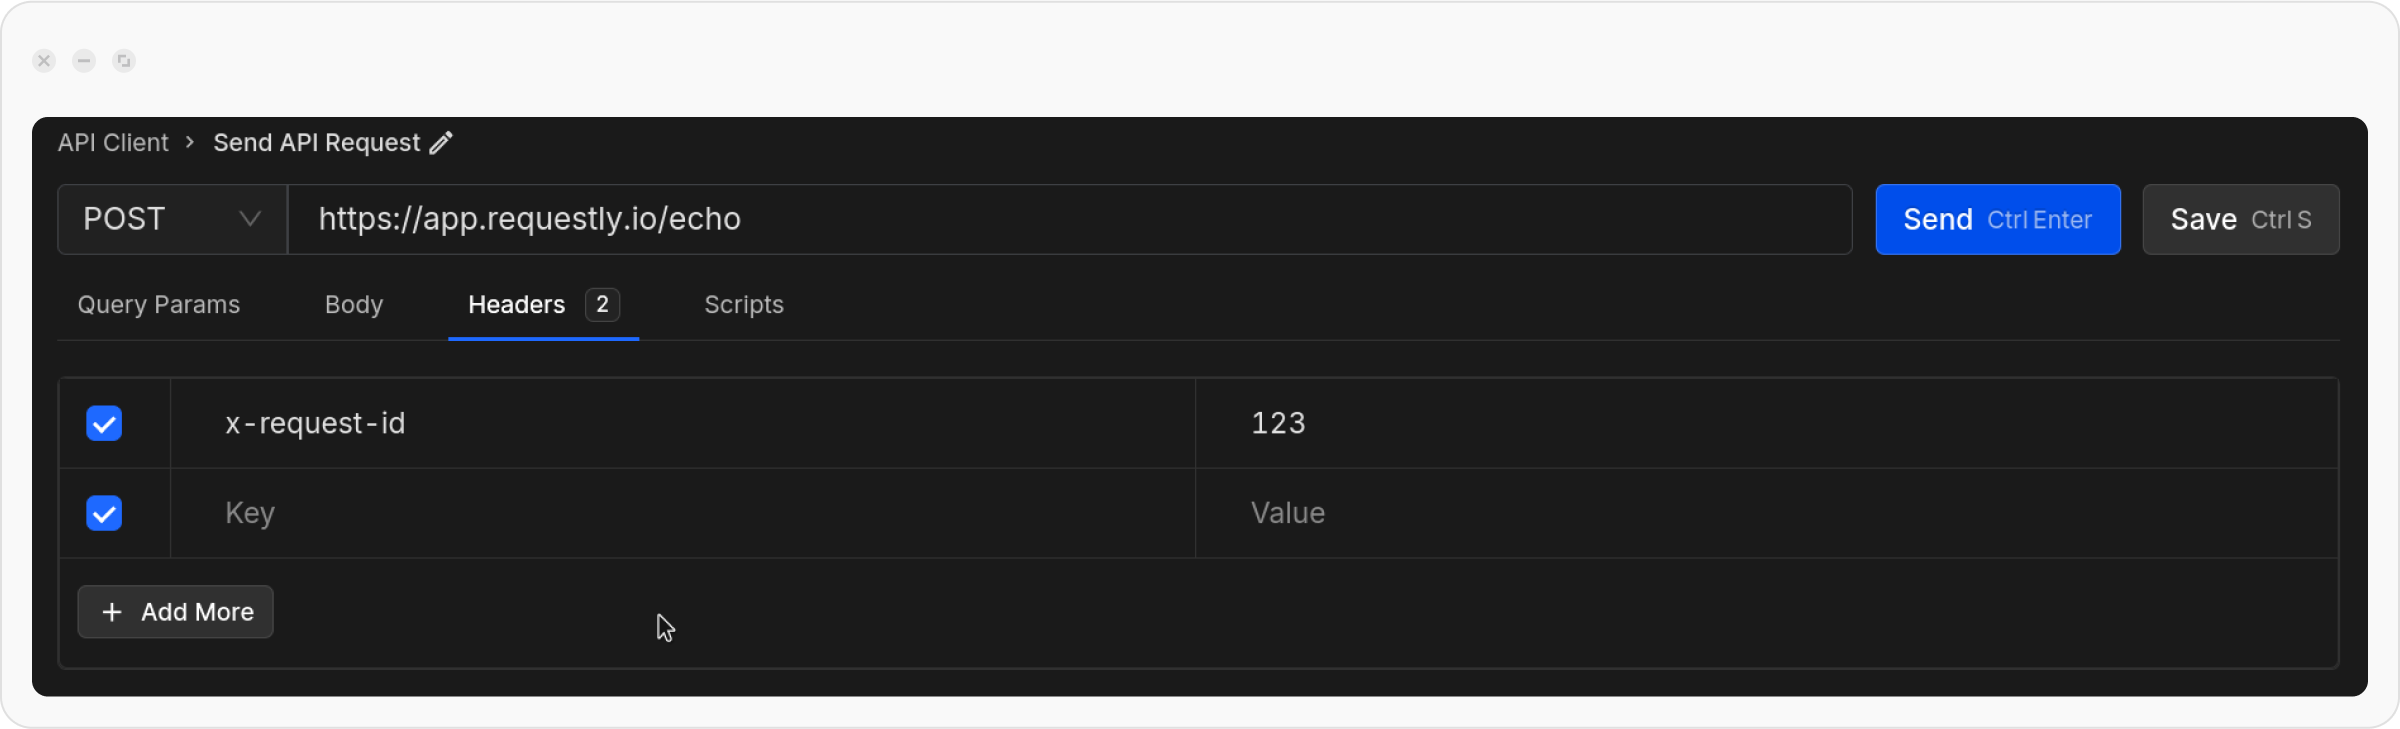 API Client > Send API Request
POST https://app.requestly.io/echo Send Ctrl Enter Save Ctrl S
Query Params Body Headers 2 Scripts
x-request-id 123
Key Value
+ Add More